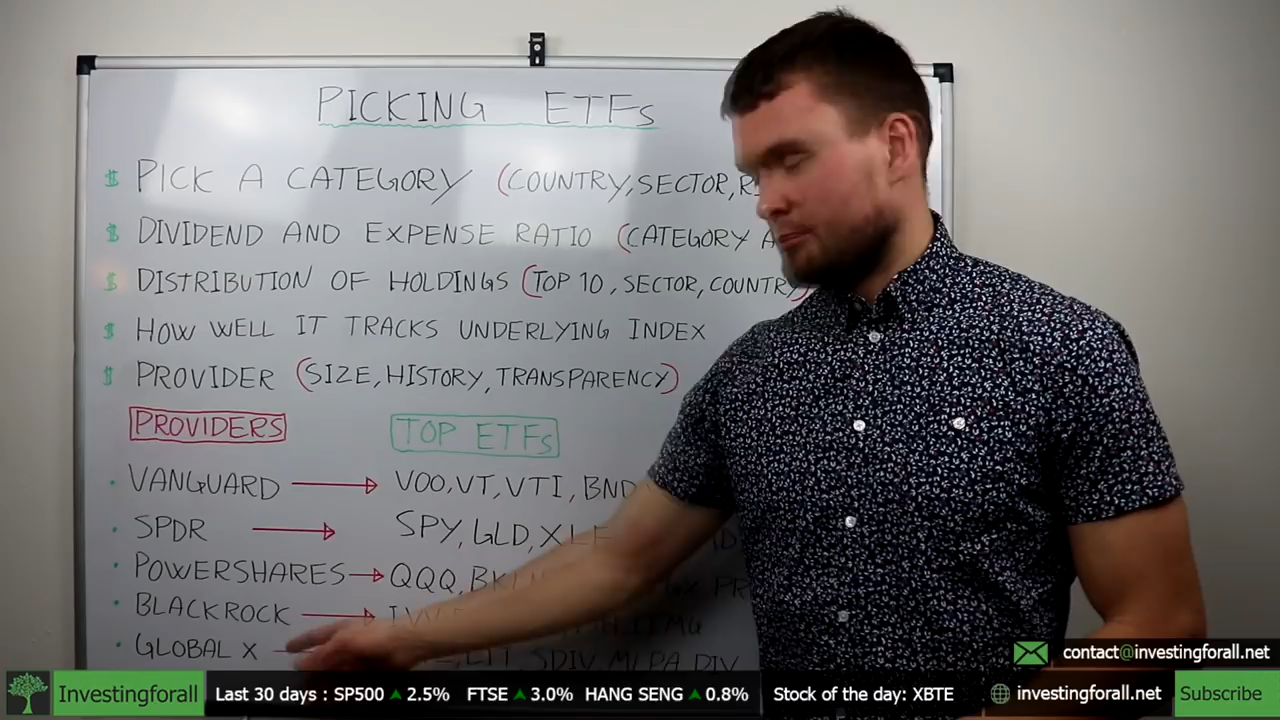 PICKING ETFs
$ PICK A CATEGORY (COUNTRY, SECTOR,
$ DIVIDEND AND EXPENSE RATIO (CATEGORY
$ DISTRIBUTION OF HOLDINGS (TOP 10, SECTOR, COUNTRY)
$ HOW WELL IT TRACKS UNDERLYING INDEX
$ PROVIDER (SIZE, HISTORY, TRANSPARENCY)
PROVIDERS TOP ETFs
• VANGUARD → VOO, VT, VTI, BND
• SPDR → SPY, GLD,
• POWERSHARES → QQQ,
• BLACKROCK →
• GLOBAL X SDIV, MLPA, DIV
contact@investingforall.net
Investingforall Last 30 days : SP500 ▲ 2.5% FTSE ▲ 3.0% HANG SENG ▲ 0.8% Stock of the day: XBTE investingforall.net Subscribe